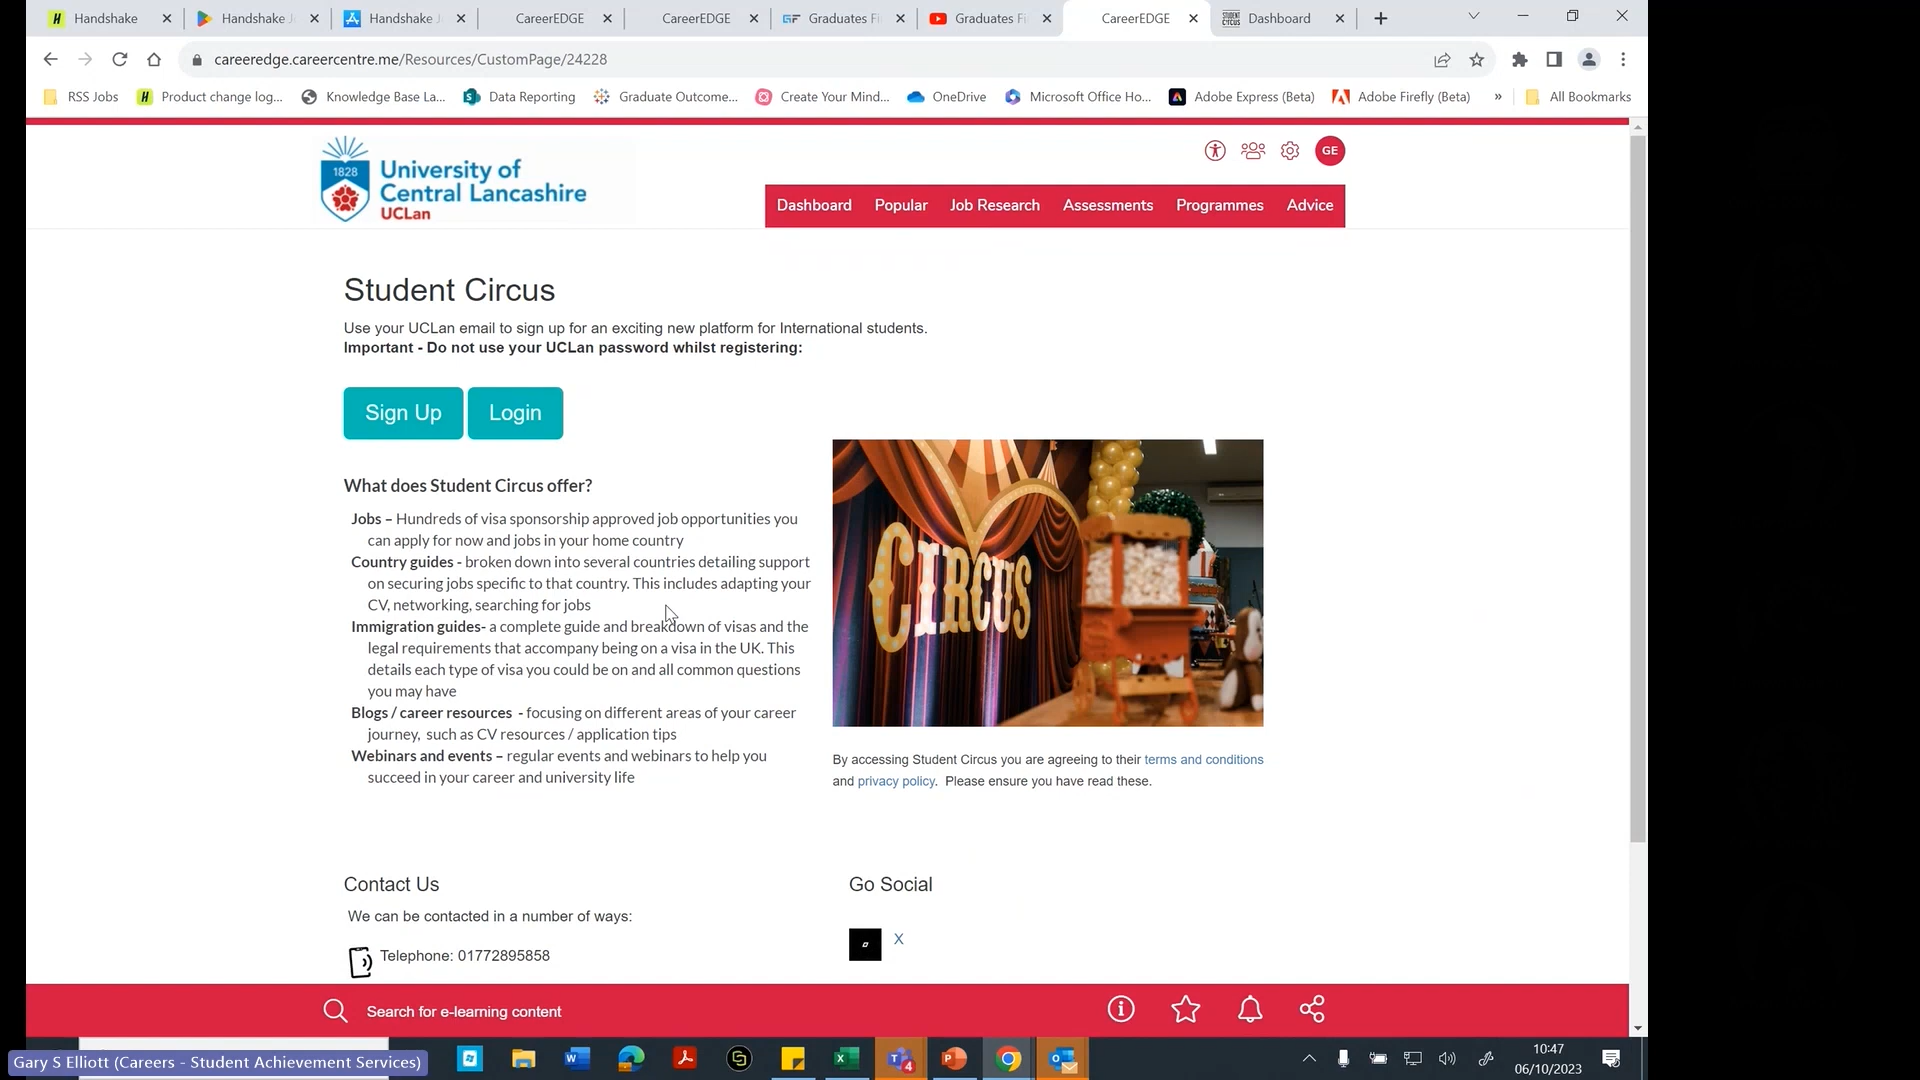 Handshake
Handshake J
Handshake J
CareerEDGE
CareerEDGE
Graduates Fi
Graduates Fi
CareerEDGE
Dashboard
careeredge.careercentre.me/Resources/CustomPage/24228
RSS Jobs
Product change log...
Knowledge Base La...
Data Reporting
Graduate Outcome...
Create Your Mind...
OneDrive
Microsoft Office Ho...
Adobe Express (Beta)
Adobe Firefly (Beta)
»
All Bookmarks
1828
University of
Central Lancashire
UCLan
GE
Dashboard
Popular
Job Research
Assessments
Programmes
Advice
Student Circus
Use your UCLan email to sign up for an exciting new platform for International students.
Important - Do not use your UCLan password whilst registering:
Sign Up
Login
What does Student Circus offer?
Jobs – Hundreds of visa sponsorship approved job opportunities you
can apply for now and jobs in your home country
Country guides - broken down into several countries detailing support
on securing jobs specific to that country. This includes adapting your
CV, networking, searching for jobs
Immigration guides- a complete guide and breakdown of visas and the
legal requirements that accompany being on a visa in the UK. This
details each type of visa you could be on and all common questions
you may have
Blogs / career resources - focusing on different areas of your career
journey, such as CV resources / application tips
Webinars and events – regular events and webinars to help you
succeed in your career and university life
CIRCUS
By accessing Student Circus you are agreeing to their terms and conditions
and privacy policy. Please ensure you have read these.
Contact Us
We can be contacted in a number of ways:
Telephone: 01772895858
Go Social
X
Search for e-learning content
Gary S Elliott (Careers - Student Achievement Services)
4
10:47
06/10/2023